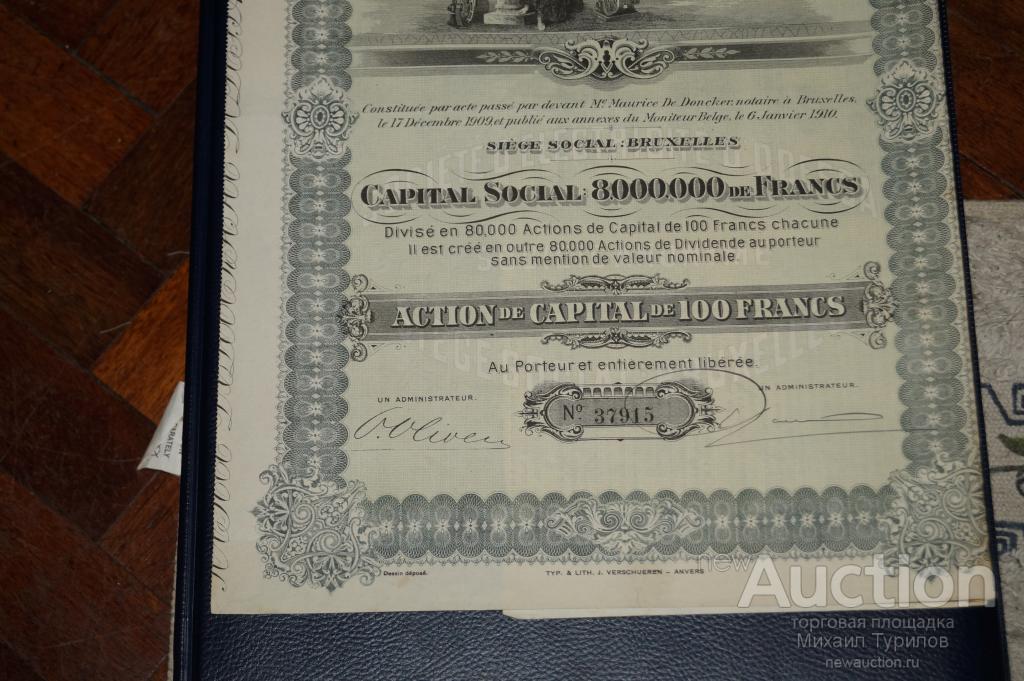 Constituée par acte passé par devant Mᵉ Maurice De Doncker, notaire à Bruxelles,
le 17 Décembre 1909, et publié aux annexes du Moniteur Belge, le 6 Janvier 1910.
SIÈGE SOCIAL : BRUXELLES
CAPITAL SOCIAL : 8.000.000 DE FRANCS
Divisé en 80,000 Actions de Capital de 100 Francs chacune
Il est créé en outre 80.000 Actions de Dividende au porteur
sans mention de valeur nominale.
ACTION DE CAPITAL DE 100 FRANCS
Au Porteur et entièrement libérée.
UN ADMINISTRATEUR.
UN ADMINISTRATEUR.
Nº 37915
Dessin déposé.
TYP. & LITH. J. VERSCHUEREN - ANVERS
new Auction
торговая площадка
Михаил Турилов
newauction.ru